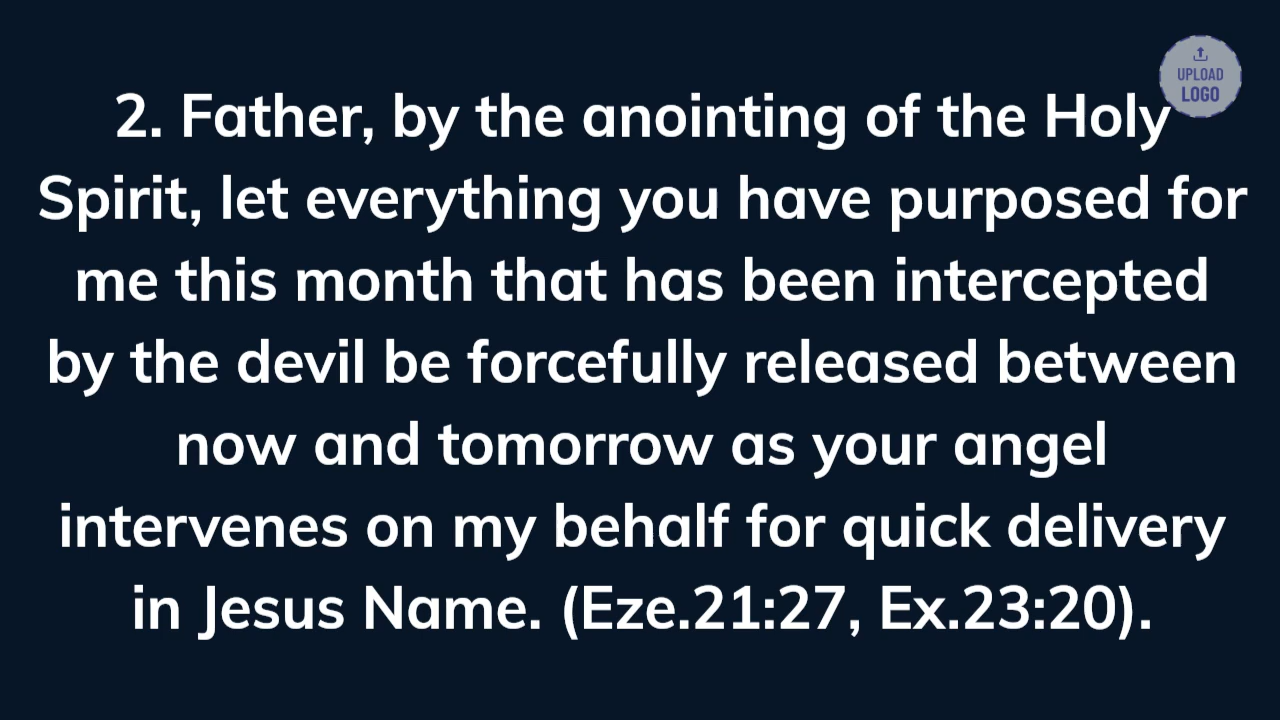 UPLOAD
LOGO
2. Father, by the anointing of the Holy
Spirit, let everything you have purposed for
me this month that has been intercepted
by the devil be forcefully released between
now and tomorrow as your angel
intervenes on my behalf for quick delivery
in Jesus Name. (Eze.21:27, Ex.23:20).